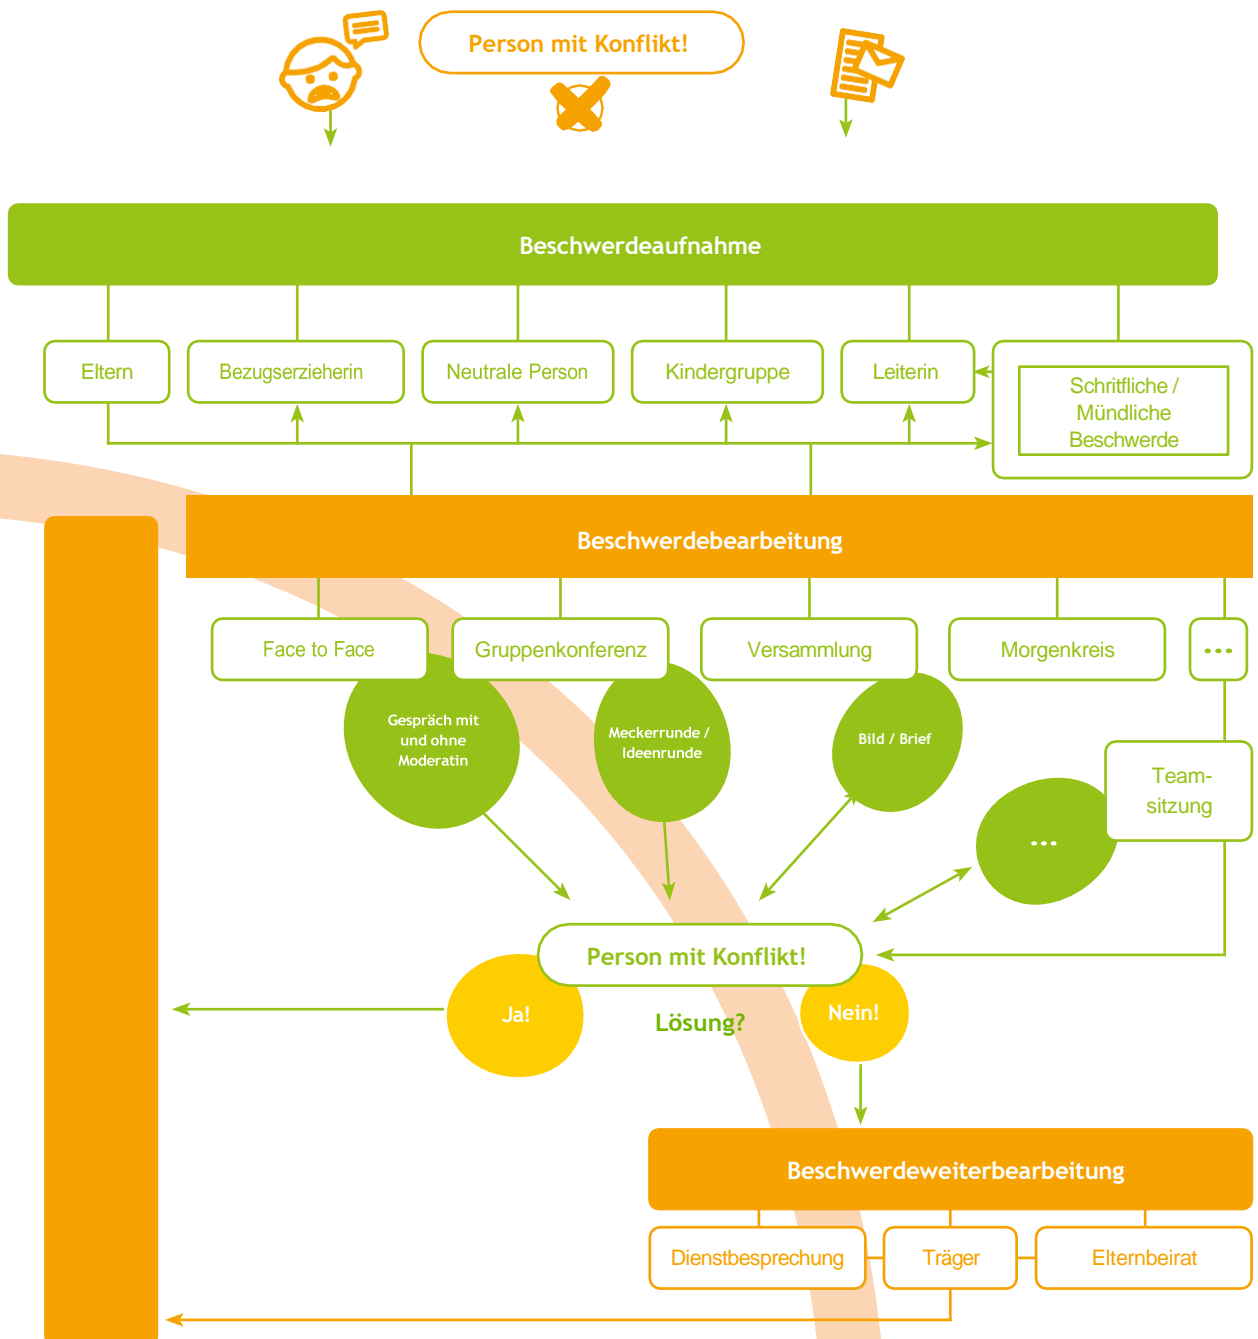 Person mit Konflikt!
Beschwerdeaufnahme
Eltern
Bezugserzieherin
Neutrale Person
Kindergruppe
Leiterin
Schritfliche /
Mündliche
Beschwerde
Beschwerdebearbeitung
Face to Face
Gruppenkonferenz
Versammlung
Morgenkreis
...
Gespräch mit
und ohne
Moderatin
Meckerrunde /
Ideenrunde
Bild / Brief
Team-
sitzung
...
Person mit Konflikt!
Ja!
Lösung?
Nein!
Beschwerdeweiterbearbeitung
Dienstbesprechung
Träger
Elternbeirat